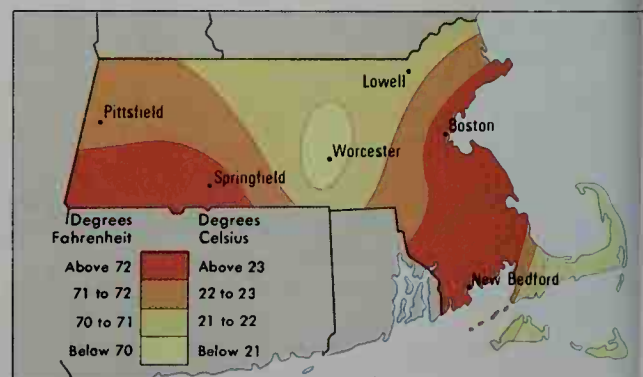 Lowell
Pittsfield
Boston
Worcester
Springfield
Degrees Fahrenheit
Degrees Celsius
New Bedford
Above 72
Above 23
71 to 72
22 to 23
70 to 71
21 to 22
Below 70
Below 21